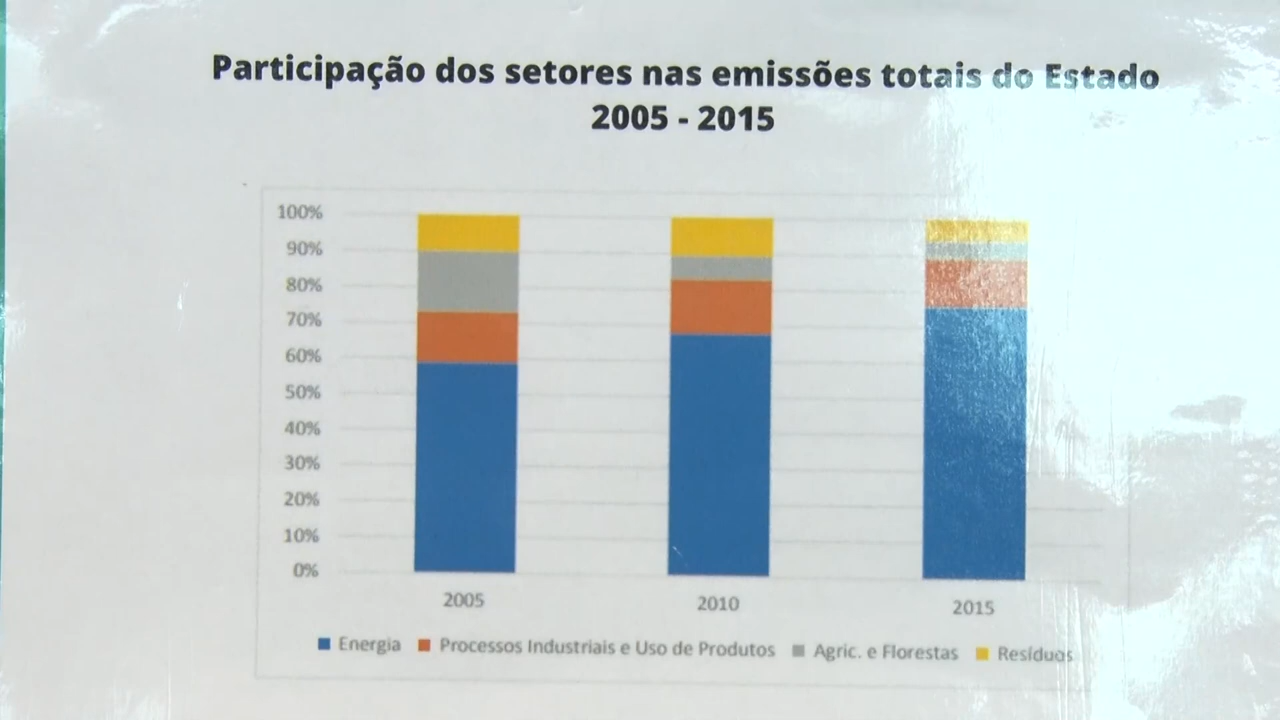 Participação dos setores nas emissões totais do Estado
2005 - 2015
100%
90%
80%
70%
60%
50%
40%
30%
20%
10%
0%
2005 2010 2015
Energia Processos Industriais e Uso de Produtos Agric. e Florestas Resíduos